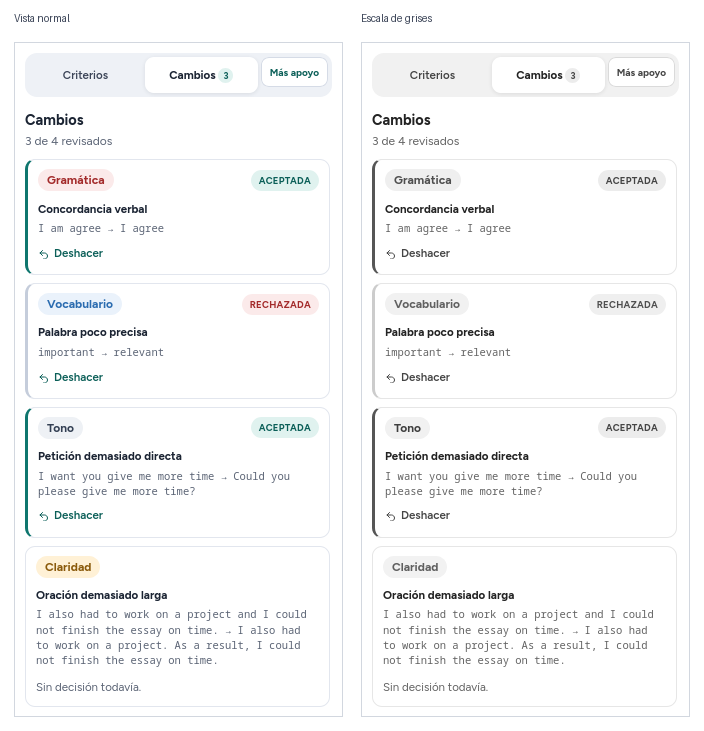 Vista normal
Criterios
Cambios 3
Más apoyo
Cambios
3 de 4 revisados
Gramática
ACEPTADA
Concordancia verbal
I am agree → I agree
Deshacer
Vocabulario
RECHAZADA
Palabra poco precisa
important → relevant
Deshacer
Tono
ACEPTADA
Petición demasiado directa
I want you give me more time → Could you
please give me more time?
Deshacer
Claridad
Oración demasiado larga
I also had to work on a project and I could
not finish the essay on time. → I also had
to work on a project. As a result, I could
not finish the essay on time.
Sin decisión todavía.
Escala de grises
Criterios
Cambios 3
Más apoyo
Cambios
3 de 4 revisados
Gramática
ACEPTADA
Concordancia verbal
I am agree → I agree
Deshacer
Vocabulario
RECHAZADA
Palabra poco precisa
important → relevant
Deshacer
Tono
ACEPTADA
Petición demasiado directa
I want you give me more time → Could you
please give me more time?
Deshacer
Claridad
Oración demasiado larga
I also had to work on a project and I could
not finish the essay on time. → I also had
to work on a project. As a result, I could
not finish the essay on time.
Sin decisión todavía.